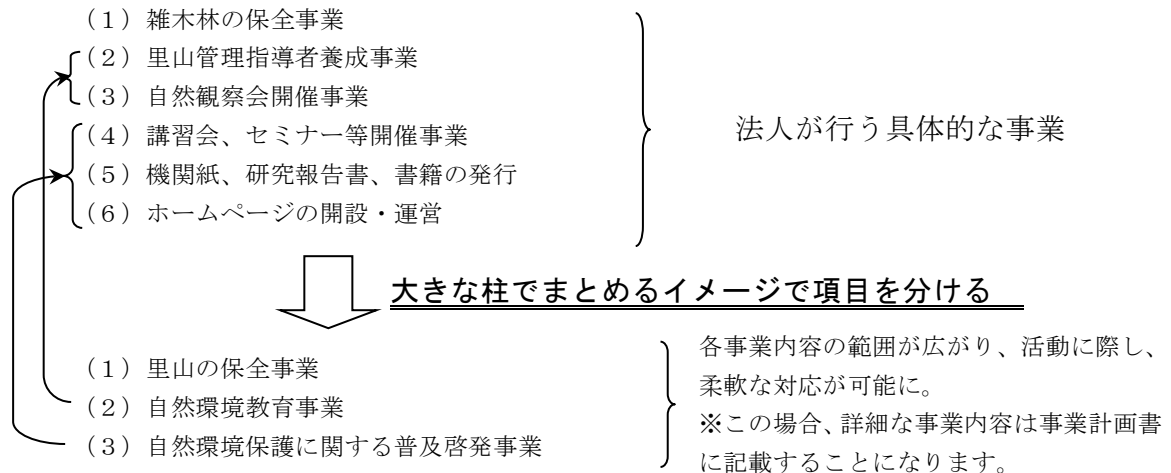 （１）雑木林の保全事業
（２）里山管理指導者養成事業
（３）自然観察会開催事業
（４）講習会、セミナー等開催事業
（５）機関紙、研究報告書、書籍の発行
（６）ホームページの開設・運営
法人が行う具体的な事業
大きな柱でまとめるイメージで項目を分ける
（１）里山の保全事業
（２）自然環境教育事業
（３）自然環境保護に関する普及啓発事業
各事業内容の範囲が広がり、活動に際し、
柔軟な対応が可能に。
※この場合、詳細な事業内容は事業計画書
に記載することになります。